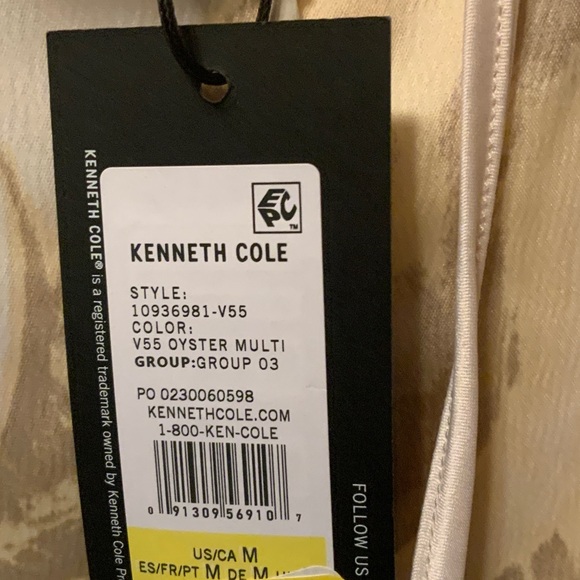 EPC™
KENNETH COLE
STYLE:
10936981-V55
COLOR:
V55 OYSTER MULTI
GROUP:GROUP 03
PO 0230060598
KENNETHCOLE.COM
1-800-KEN-COLE
0 91309 56910 7
US/CA M
ES/FR/PT M DE M
KENNETH COLE® is a registered trademark owned by Kenneth Cole Pr
FOLLOW US